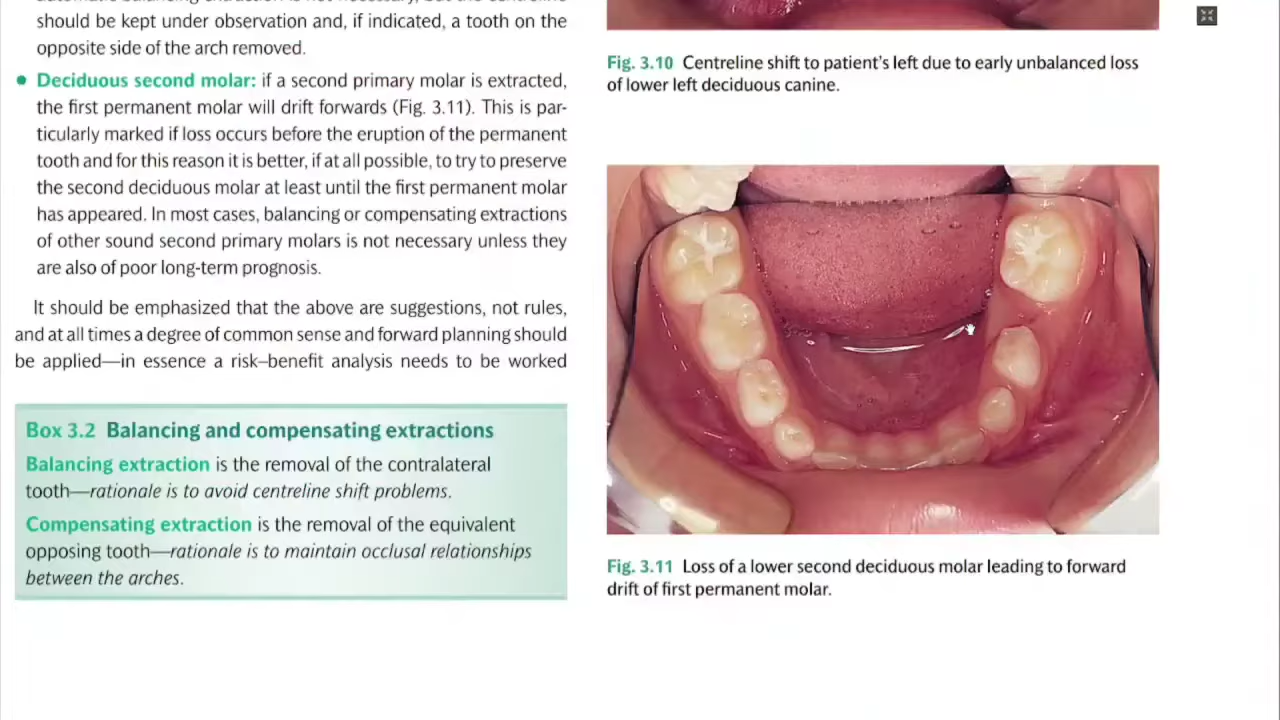 should be kept under observation and, if indicated, a tooth on the
opposite side of the arch removed.
• Deciduous second molar: if a second primary molar is extracted,
the first permanent molar will drift forwards (Fig. 3.11). This is par-
ticularly marked if loss occurs before the eruption of the permanent
tooth and for this reason it is better, if at all possible, to try to preserve
the second deciduous molar at least until the first permanent molar
has appeared. In most cases, balancing or compensating extractions
of other sound second primary molars is not necessary unless they
are also of poor long-term prognosis.
It should be emphasized that the above are suggestions, not rules,
and at all times a degree of common sense and forward planning should
be applied—in essence a risk–benefit analysis needs to be worked
Box 3.2 Balancing and compensating extractions
Balancing extraction is the removal of the contralateral
tooth—rationale is to avoid centreline shift problems.
Compensating extraction is the removal of the equivalent
opposing tooth—rationale is to maintain occlusal relationships
between the arches.
Fig. 3.10 Centreline shift to patient's left due to early unbalanced loss
of lower left deciduous canine.
Fig. 3.11 Loss of a lower second deciduous molar leading to forward
drift of first permanent molar.